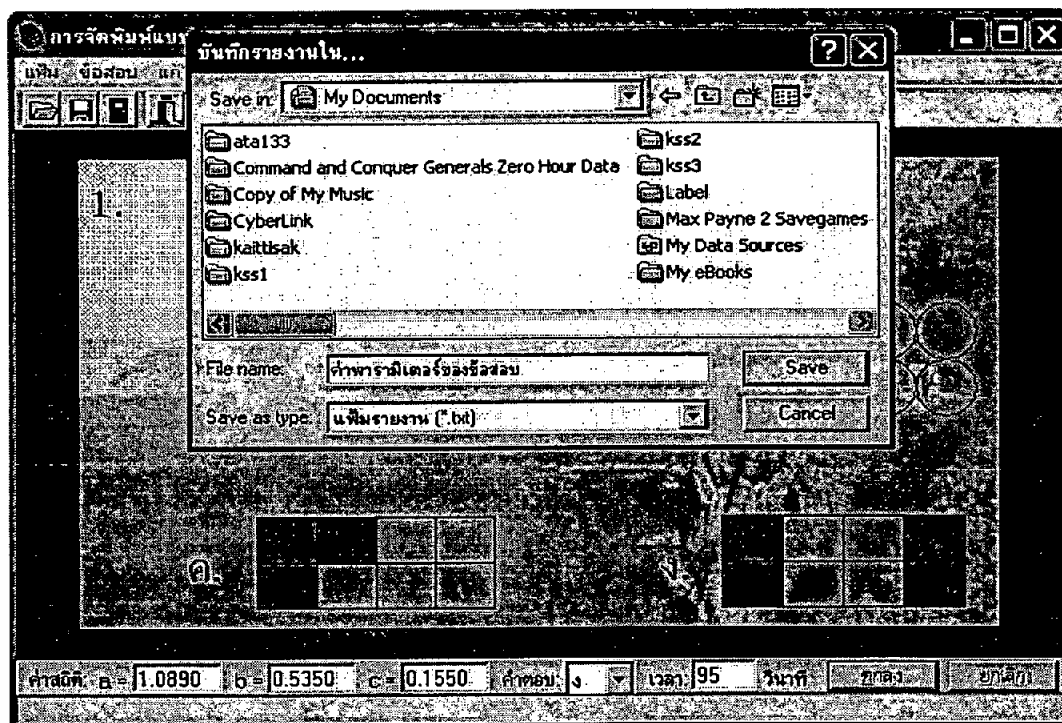 การจัดพิมพ์แบบ
บันทึกรายงานใน...
แฟ้ม ข้อสอบ แก
Save in: My Documents
ata133
Command and Conquer Generals Zero Hour Data
Copy of My Music
CyberLink
kaittisak
kss1
kss2
kss3
Label
Max Payne 2 Savegames
My Data Sources
My eBooks
File name: ค่าพารามิเตอร์ของข้อสอบ Save
Save as type: แฟ้มรายงาน (*.txt) Cancel
1.
ค. ง.
ค่าสถิติ: a = 1.0890 b = 0.5350 c = 0.1550 คำตอบ: ง. เวลา: 95 วินาที ตกลง ยกเลิก